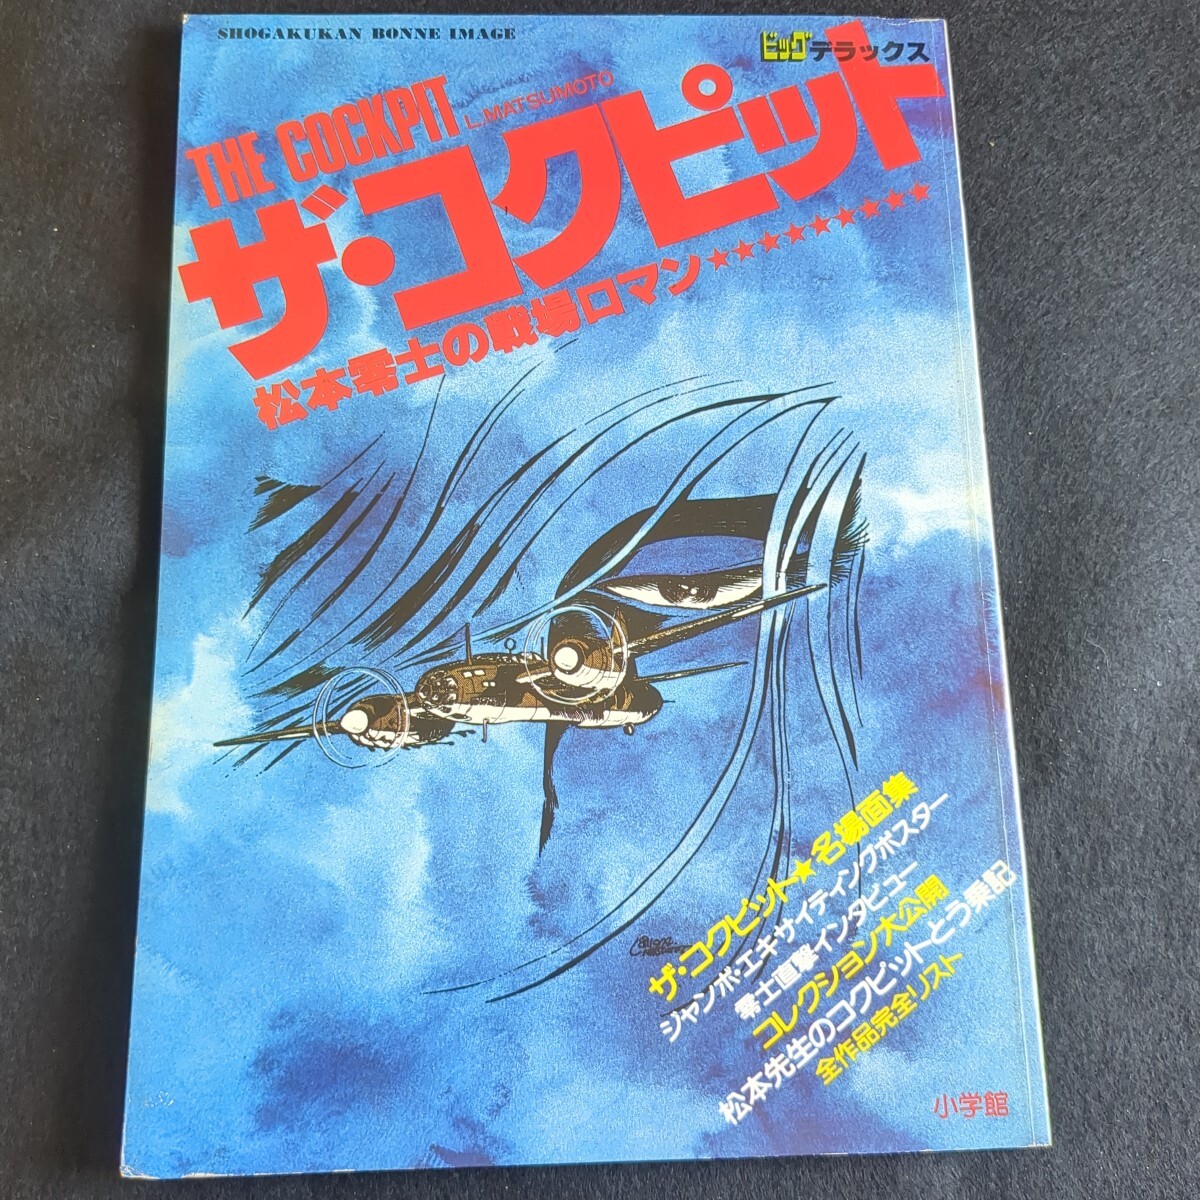 SHOGAKUKAN BONNE IMAGE
ビッグデラックス
THE COCKPIT
L.MATSUMOTO
ザ・コクピット
松本零士の戦場ロマン★★★★★★★★★
ザ・コクピット★名場面集
ジャンボ・エキサイティングポスター
零士直撃インタビュー
コレクション大公開
松本先生のコクピットとう乗記
全作品完全リスト
小学館